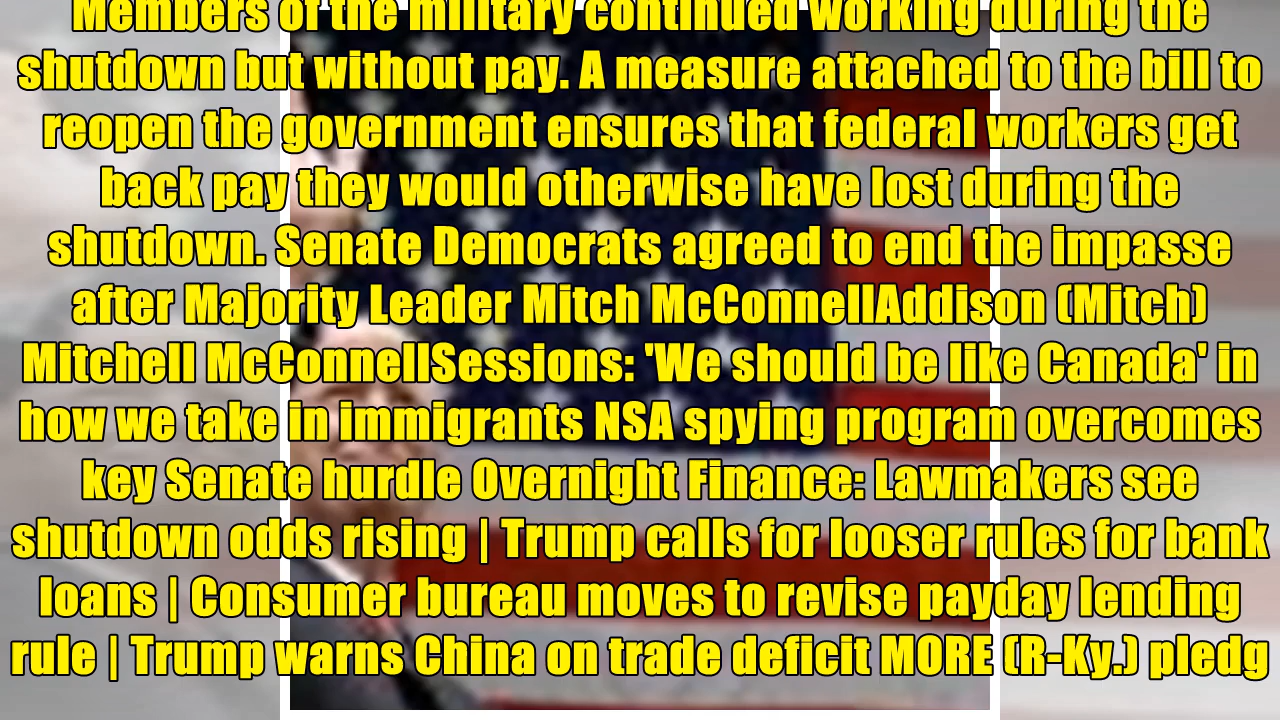 Members of the military continued working during the
shutdown but without pay. A measure attached to the bill to
reopen the government ensures that federal workers get
back pay they would otherwise have lost during the
shutdown. Senate Democrats agreed to end the impasse
after Majority Leader Mitch McConnellAddison (Mitch)
Mitchell McConnellSessions: 'We should be like Canada' in
how we take in immigrants NSA spying program overcomes
key Senate hurdle Overnight Finance: Lawmakers see
shutdown odds rising | Trump calls for looser rules for bank
loans | Consumer bureau moves to revise payday lending
rule | Trump warns China on trade deficit MORE (R-Ky.) pledg